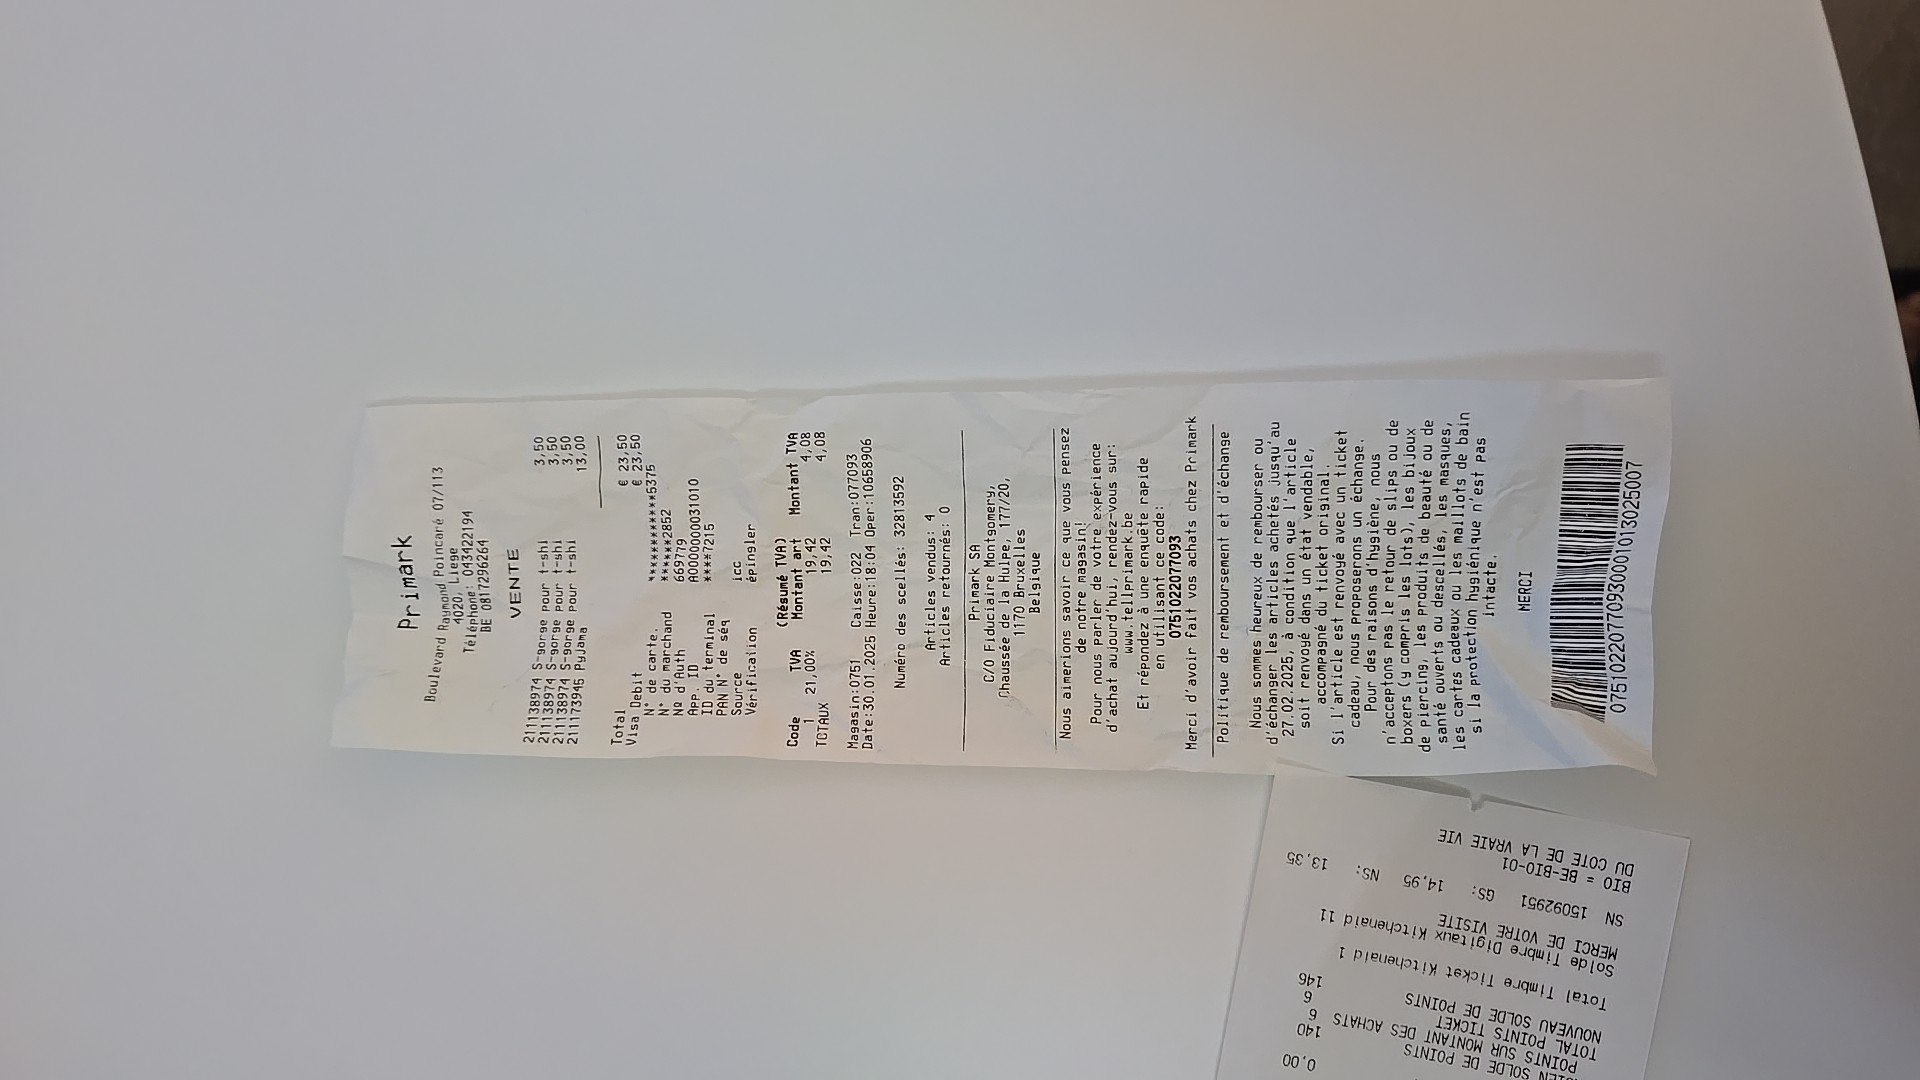 Primark
Boulevard Raymond Poincaré 07/113
4020, Liege
Téléphone: 043422194
BE 0817296264
VENTE
211138974 S-gorge pour t-shi 3,50
211138974 S-gorge pour t-shi 3,50
211138974 S-gorge pour t-shi 3,50
211173945 Pyjama 13,00
Total € 23,50
Visa Debit € 23,50
N° de carte. ************5375
N° du marchand ******2852
NQ d'Auth 669779
App. ID A0000000031010
ID du terminal ****7215
PAN N° de séq
Source icc
Vérification épingler
(Résumé TVA)
Code TVA Montant art Montant TVA
1 21,00% 19,42 4,08
TOTAUX 19,42 4,08
Magasin:0751 Caisse:022 Tran:077093
Date:30.01.2025 Heure:18:04 Oper:10658906
Numéro des scellés: 32813592
Articles vendus: 4
Articles retournés: 0
Primark SA
C/O Fiduciaire Montgomery,
Chaussée de la Hulpe, 177/20,
1170 Bruxelles
Belgique
Nous aimerions savoir ce que vous pensez
de notre magasin!
Pour nous parler de votre expérience
d'achat aujourd'hui, rendez-vous sur:
www.tellprimark.be
Et répondez à une enquête rapide
en utilisant ce code:
0751022077093
Merci d'avoir fait vos achats chez Primark
Politique de remboursement et d'échange
Nous sommes heureux de rembourser ou
d'échanger les articles achetés jusqu'au
27.02.2025, à condition que l'article
soit renvoyé dans un état vendable,
accompagné du ticket original.
Si l'article est renvoyé avec un ticket
cadeau, nous proposerons un échange.
Pour des raisons d'hygiène, nous
n'acceptons pas le retour de slips ou de
boxers (y compris les lots), les bijoux
de piercing, les produits de beauté ou de
santé ouverts ou descellés, les masques,
les cartes cadeaux ou les maillots de bain
si la protection hygiénique n'est pas
intacte.
MERCI
075102207709300010130250​07
0,00
SOLDE DE POINTS 140
POINTS SUR MONTANT DES ACHATS 6
TOTAL POINTS TICKET 6
NOUVEAU SOLDE DE POINTS 146
Total Timbre Ticket Kitchenaid 1
Solde Timbre Digitaux Kitchenaid 11
MERCI DE VOTRE VISITE
SN 15092951 GS: 14,95 NS: 13,35
BIO = BE-BIO-01
DU COTE DE LA VRAIE VIE